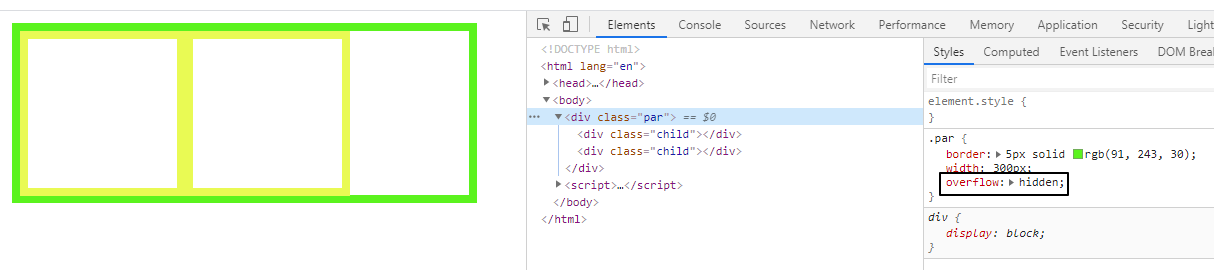 Elements Console Sources Network Performance Memory Application Security Light
<!DOCTYPE html>
<html lang="en">
▶<head>…</head>
▼<body>
… ▼<div class="par"> == $0
<div class="child"></div>
<div class="child"></div>
</div>
▶<script>…</script>
</body>
</html>
Styles Computed Event Listeners DOM Brea
Filter
element.style {
}
.par {
border:▶5px solid rgb(91, 243, 30);
width: 300px;
overflow:▶hidden;
}
div {
display: block;
}